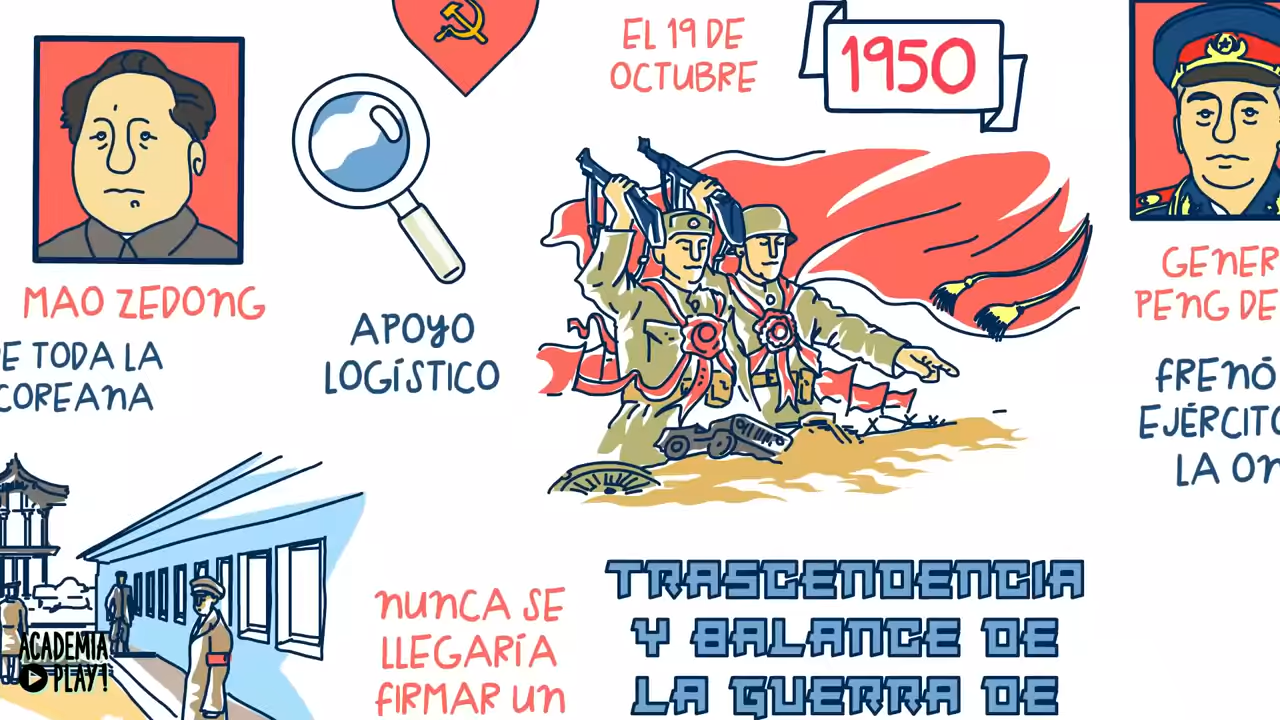 EL 19 DE
OCTUBRE
1950
MAO ZEDONG
DE TODA LA
COREANA
APOYO
LOGÍSTICO
GENER
PENG DE
FRENÓ
EJÉRCITO
LA ON
NUNCA SE
LLEGARÍA
FIRMAR UN
TRASCENDENCIA
Y BALANCE DE
LA GUERRA DE
ACADEMIA
PLAY!